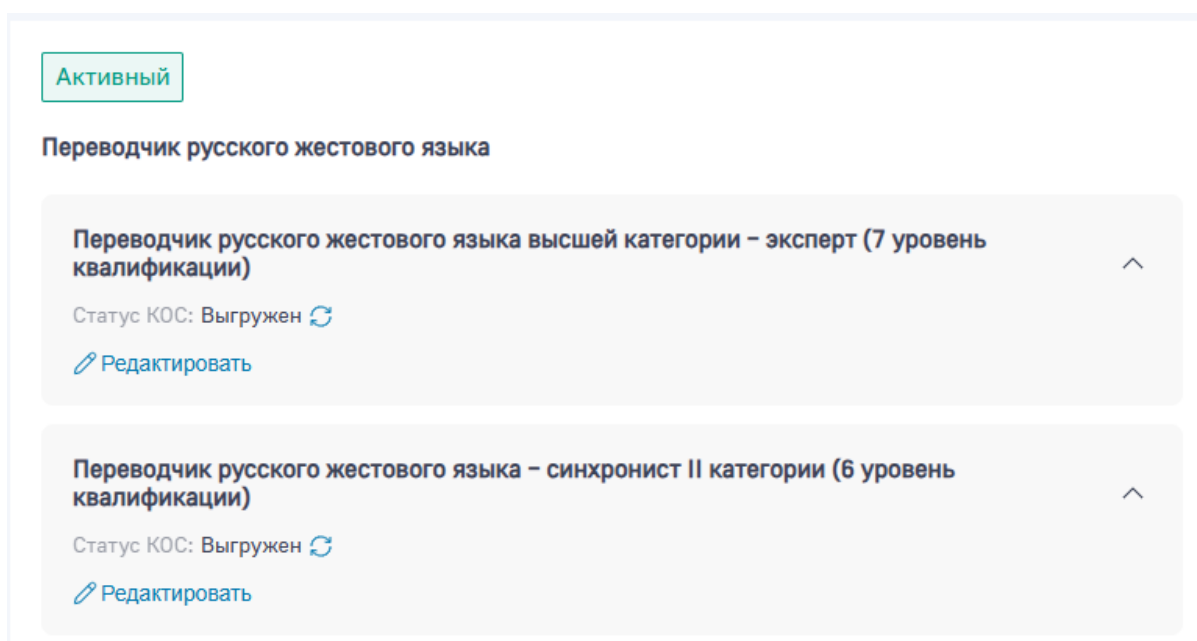 Активный
Переводчик русского жестового языка
Переводчик русского жестового языка высшей категории – эксперт (7 уровень
квалификации)
Статус КОС: Выгружен
Редактировать
Переводчик русского жестового языка – синхронист II категории (6 уровень
квалификации)
Статус КОС: Выгружен
Редактировать